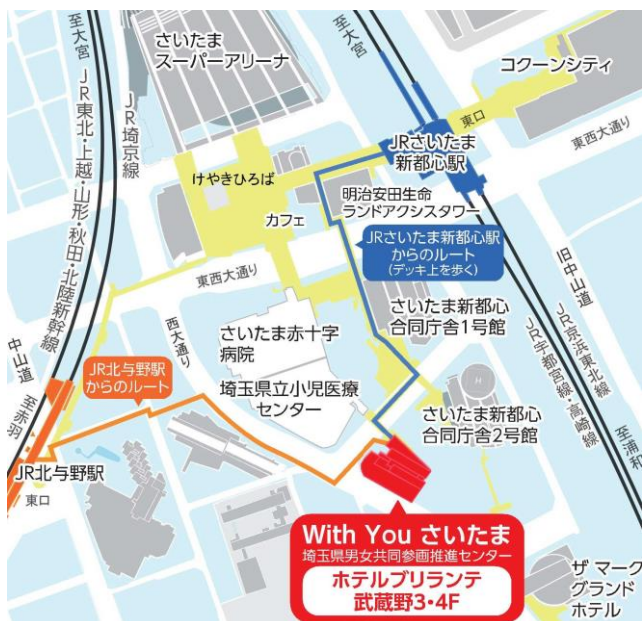 至大宮
さいたま
スーパーアリーナ
至大宮
コクーンシティ
東口
JRさいたま
新都心駅
東西大通り
けやきひろば
カフェ
明治安田生命
ランドアクシスタワー
JRさいたま新都心駅
からのルート
(デッキ上を歩く)
JR埼京線
JR東北・上越・山形・秋田・北陸新幹線
東西大通り
西大通り
さいたま新都心
合同庁舎1号館
旧中山道
さいたま赤十字
病院
埼玉県立小児医療
センター
中山道
至赤羽
JR北与野駅
からのルート
H
さいたま新都心
合同庁舎2号館
JR京浜東北線
JR宇都宮線・高崎線
至浦和
JR北与野駅
東口
With You さいたま
埼玉県男女共同参画推進センター
ホテルブリランテ
武蔵野3・4F
ザ マーク
グランド
ホテル